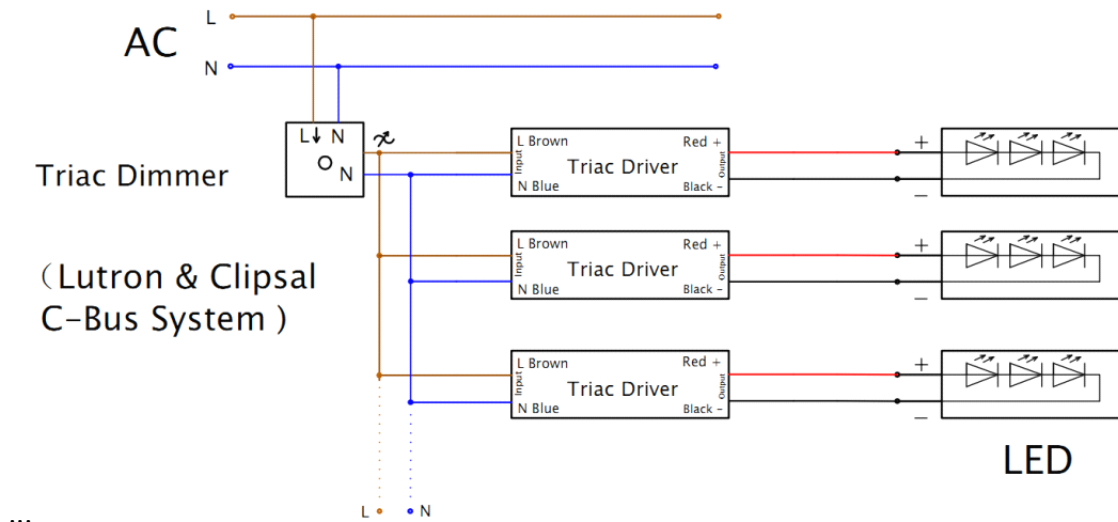 L
AC
N
L↓ N
N
Triac Dimmer
（Lutron & Clipsal
C-Bus System )
L Brown
Input
N Blue
Triac Driver
Red +
Output
Black -
+
−
L Brown
Input
N Blue
Triac Driver
Red +
Output
Black -
+
−
L Brown
Input
N Blue
Triac Driver
Red +
Output
Black -
+
−
LED
L
N
...